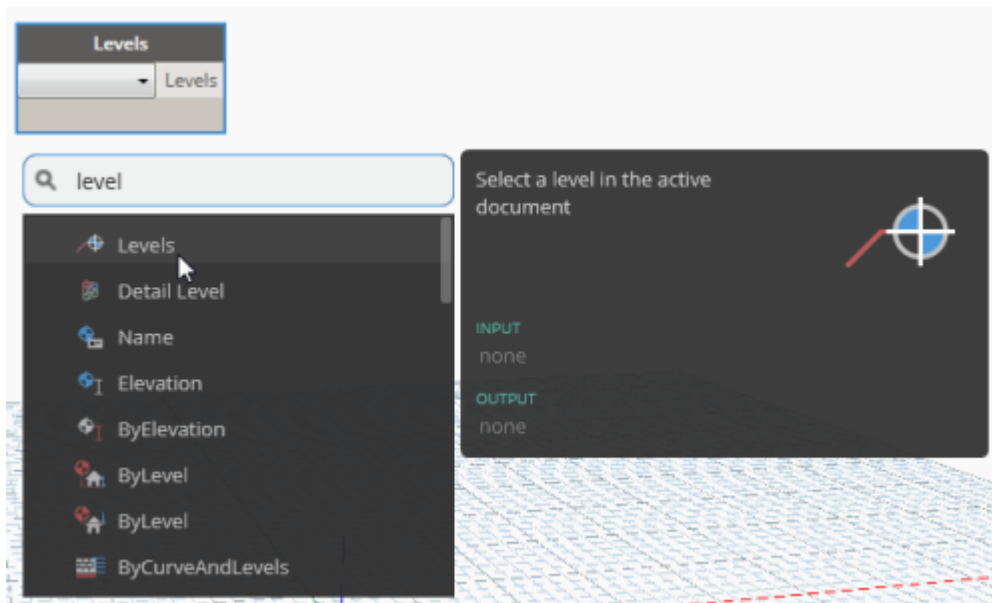 Levels
Levels
level
Levels
Detail Level
Name
Elevation
ByElevation
ByLevel
ByLevel
ByCurveAndLevels
Select a level in the active
document
INPUT
none
OUTPUT
none